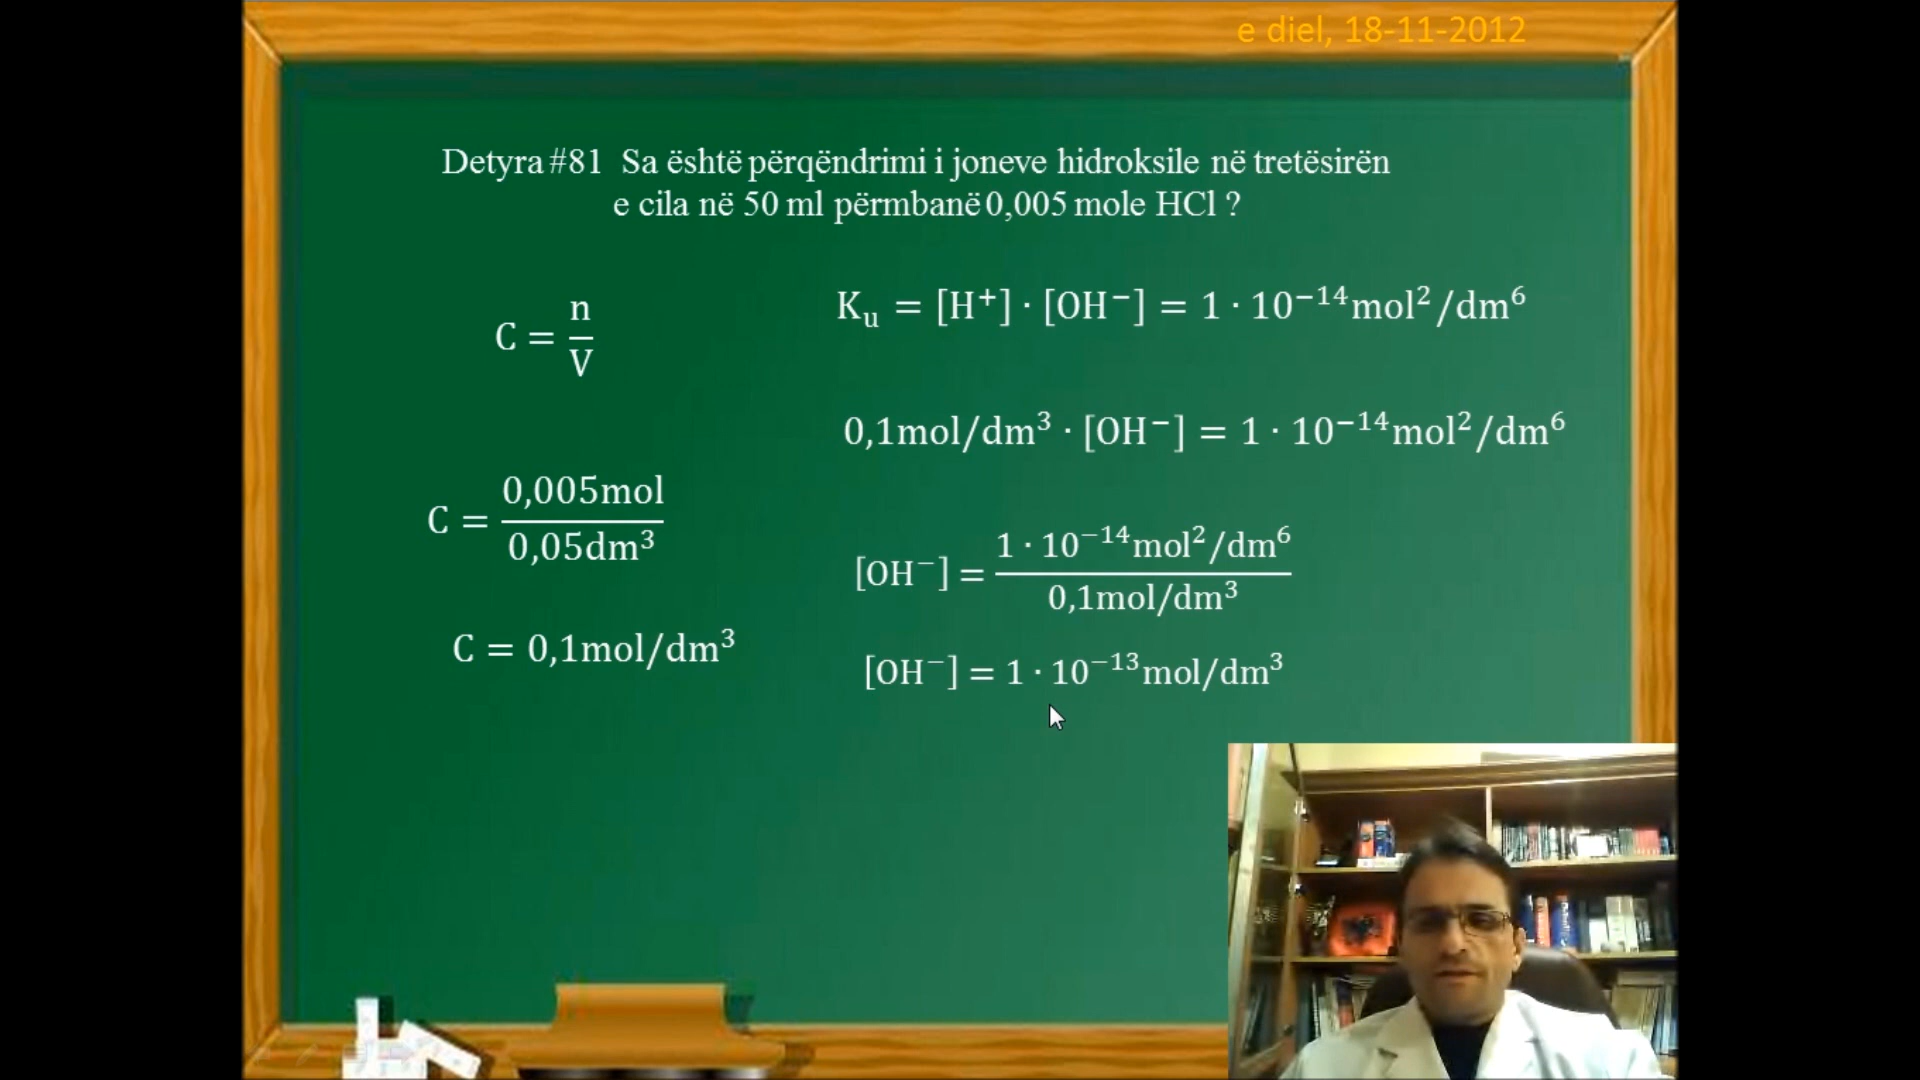 e diel, 18-11-2012
Detyra #81 Sa është përqëndrimi i joneve hidroksile në tretësirën
e cila në 50 ml përmbanë 0,005 mole HCl ?
C = n/V
C = 0,005mol/0,05dm³
C = 0,1mol/dm³
Kᵤ = [H⁺] · [OH⁻] = 1 · 10⁻¹⁴mol²/dm⁶
0,1mol/dm³ · [OH⁻] = 1 · 10⁻¹⁴mol²/dm⁶
[OH⁻] = 1 · 10⁻¹⁴mol²/dm⁶ / 0,1mol/dm³
[OH⁻] = 1 · 10⁻¹³mol/dm³